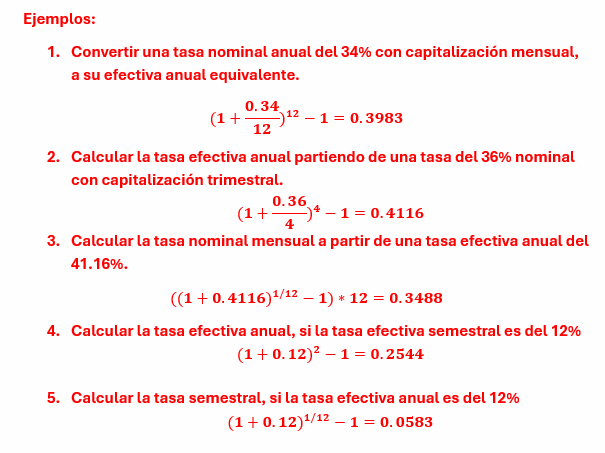 Ejemplos:
1. Convertir una tasa nominal anual del 34% con capitalización mensual,
a su efectiva anual equivalente.
(1 + 0.34/12)^12 − 1 = 0.3983
2. Calcular la tasa efectiva anual partiendo de una tasa del 36% nominal
con capitalización trimestral.
(1 + 0.36/4)^4 − 1 = 0.4116
3. Calcular la tasa nominal mensual a partir de una tasa efectiva anual del
41.16%.
((1 + 0.4116)^1/12 − 1) ∗ 12 = 0.3488
4. Calcular la tasa efectiva anual, si la tasa efectiva semestral es del 12%
(1 + 0.12)^2 − 1 = 0.2544
5. Calcular la tasa semestral, si la tasa efectiva anual es del 12%
(1 + 0.12)^1/12 − 1 = 0.0583